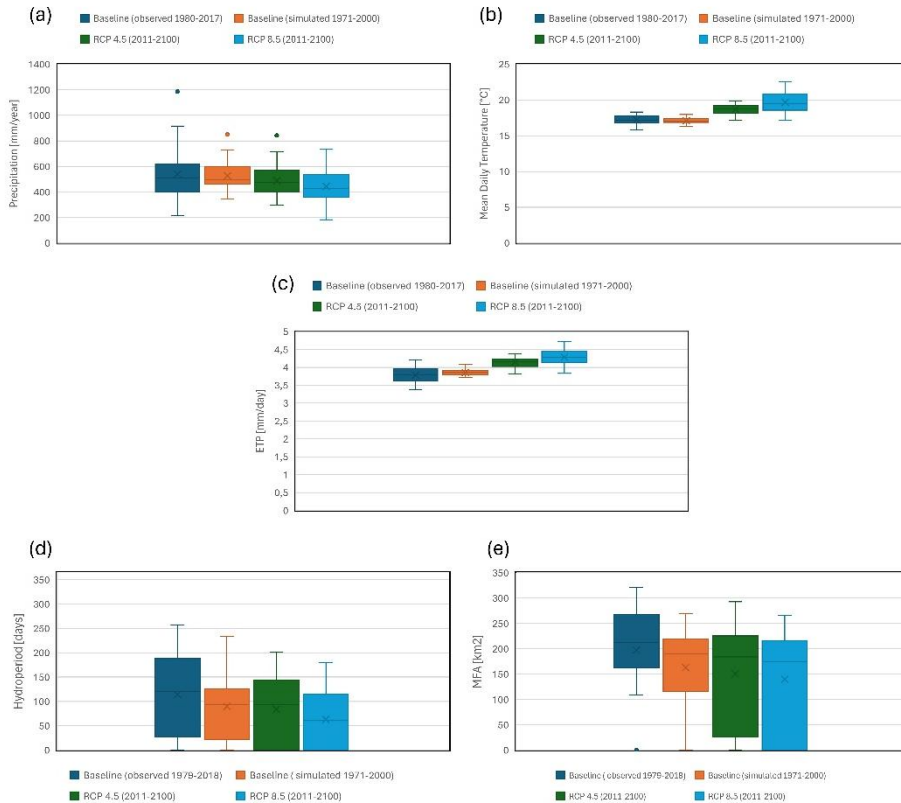 (a)
Baseline (observed 1980-2017) Baseline (simulated 1971-2000)
RCP 4.5 (2011-2100) RCP 8.5 (2011-2100)
Precipitation [mm/year]
1400
1200
1000
800
600
400
200
0
(b)
Baseline (observed 1980-2017) Baseline (simulated 1971-2000)
RCP 4.5 (2011-2100) RCP 8.5 (2011-2100)
Mean Daily Temperature [°C]
25
20
15
10
5
0
(c)
Baseline (observed 1980-2017) Baseline (simulated 1971-2000)
RCP 4.5 (2011-2100) RCP 8.5 (2011-2100)
ETP [mm/day]
5
4,5
4
3,5
3
2,5
2
1,5
1
0,5
0
(d)
Hydroperiod [days]
350
300
250
200
150
100
50
0
Baseline (observed 1979-2018) Baseline ( simulated 1971-2000)
RCP 4.5 (2011-2100) RCP 8.5 (2011-2100)
(e)
MFA [km2]
350
300
250
200
150
100
50
0
Baseline ( observed 1979-2018) Baseline (simulated 1971-2000)
RCP 4.5 (2011 2100) RCP 8.5 (2011-2100)